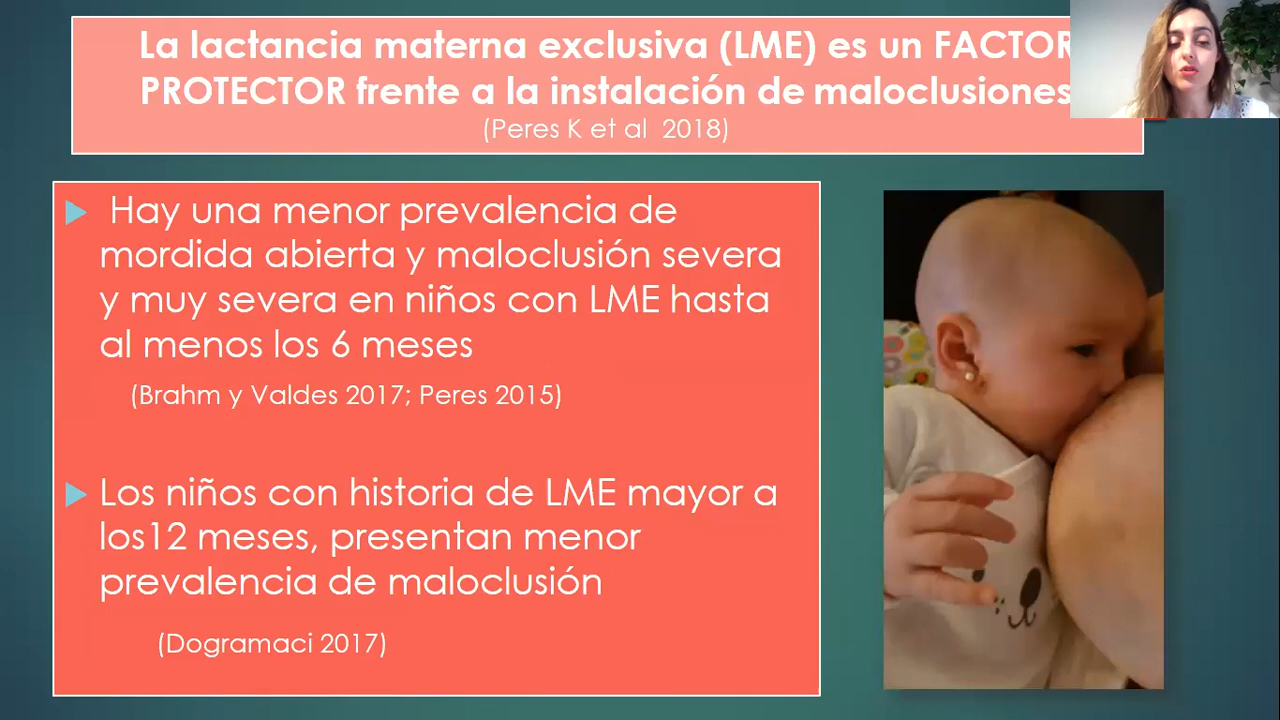 La lactancia materna exclusiva (LME) es un FACTOR
PROTECTOR frente a la instalación de maloclusiones
(Peres K et al 2018)
Hay una menor prevalencia de
mordida abierta y maloclusión severa
y muy severa en niños con LME hasta
al menos los 6 meses
(Brahm y Valdes 2017; Peres 2015)
Los niños con historia de LME mayor a
los12 meses, presentan menor
prevalencia de maloclusión
(Dogramaci 2017)